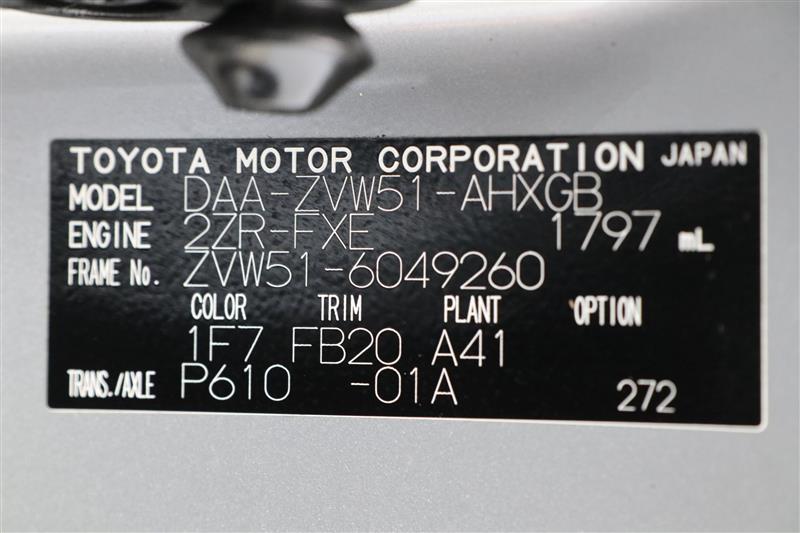 TOYOTA MOTOR CORPORATION JAPAN
MODEL DAA-ZVW51-AHXGB
ENGINE 2ZR-FXE 1797 mL
FRAME No. ZVW51-6049260
COLOR TRIM PLANT OPTION
1F7 FB20 A41
TRANS./AXLE P610 -01A 272